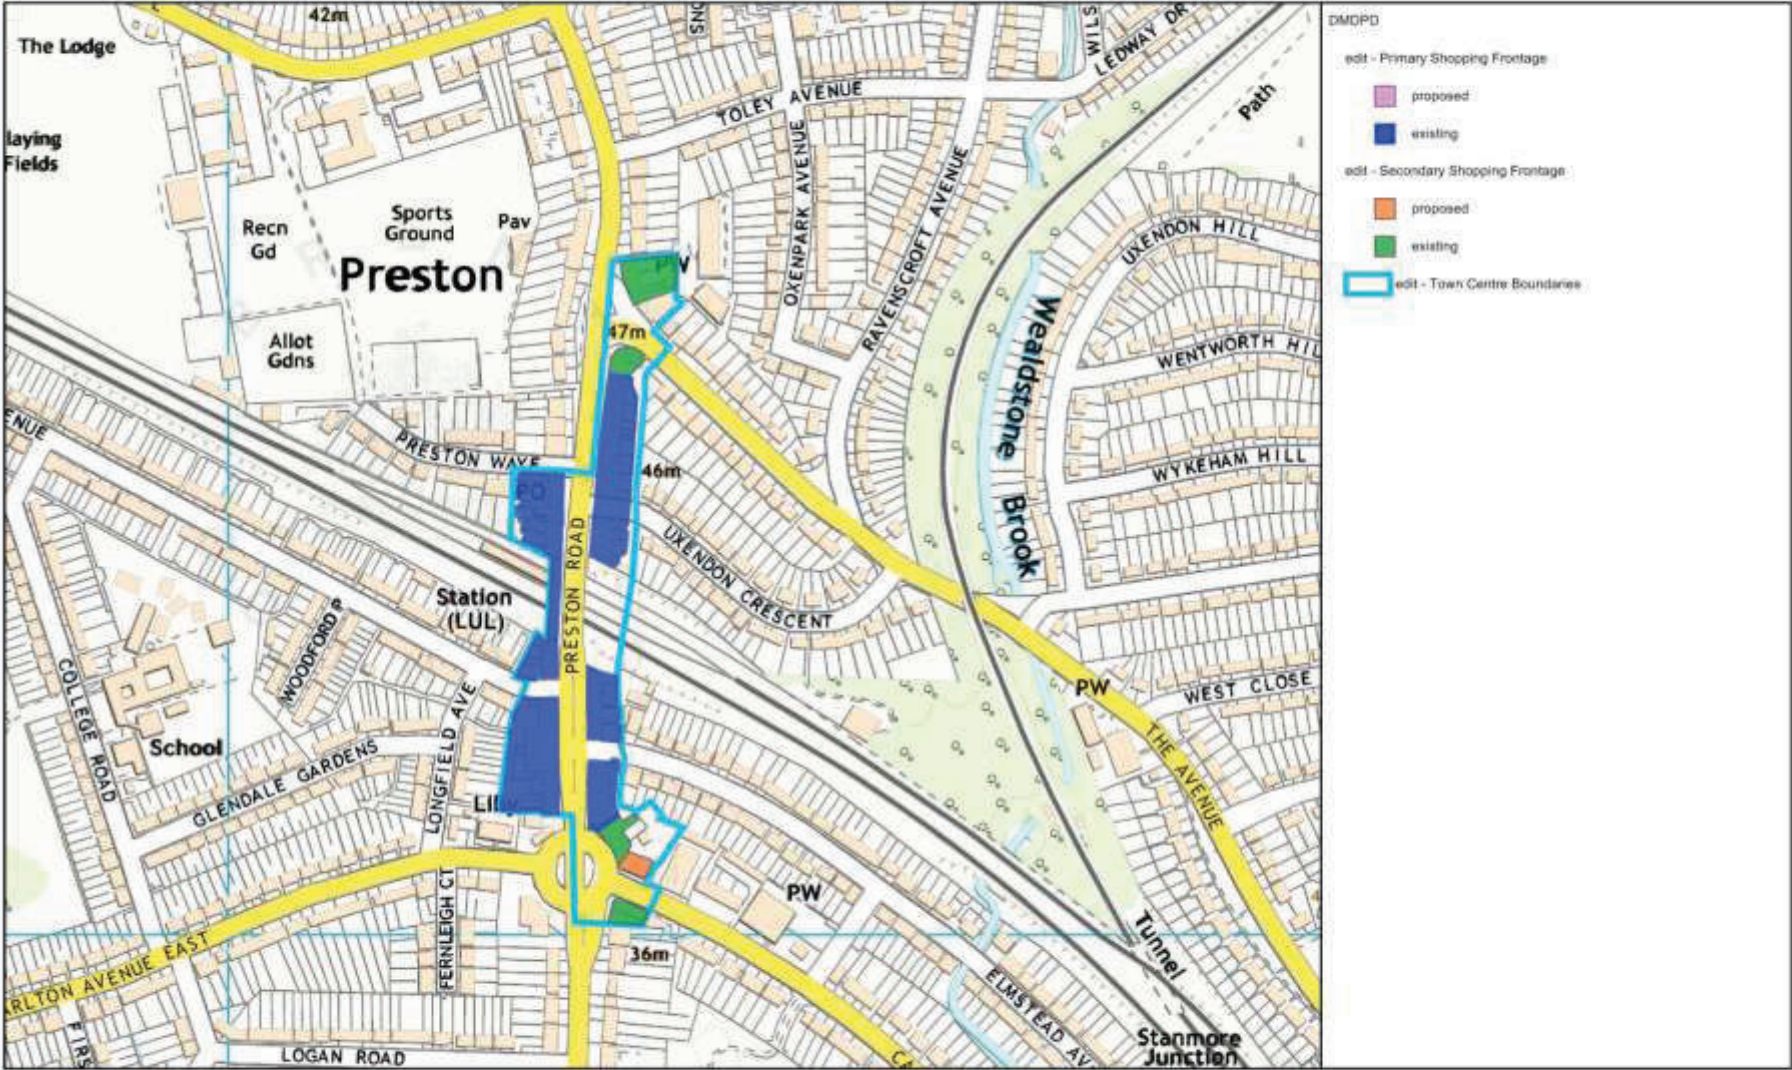 42m
The Lodge
LEDWAY DR
TOLEY AVENUE
Path
laying
Fields
OXENPARK AVENUE
RAVENSCROFT AVENUE
Recn
Gd
Sports
Ground
Pav
Preston
UXENDON HILL
47m
Allot
Gdns
Wealdstone Brook
WENTWORTH HIL
ENUE
PRESTON WAYE
PO
46m
WYKEHAM HILL
PRESTON ROAD
UXENDON CRESCENT
Station
(LUL)
WOODFORD P
COLLEGE ROAD
School
GLENDALE GARDENS
LONGFIELD AVE
PW
WEST CLOSE
THE AVENUE
PW
FERNLEIGH CT
ARLTON AVENUE EAST
36m
Tunnel
ELMSTEAD AV
FIRS
LOGAN ROAD
CA
Stanmore
Junction
DMDPD
edit - Primary Shopping Frontage
proposed
existing
edit - Secondary Shopping Frontage
proposed
existing
edit - Town Centre Boundaries